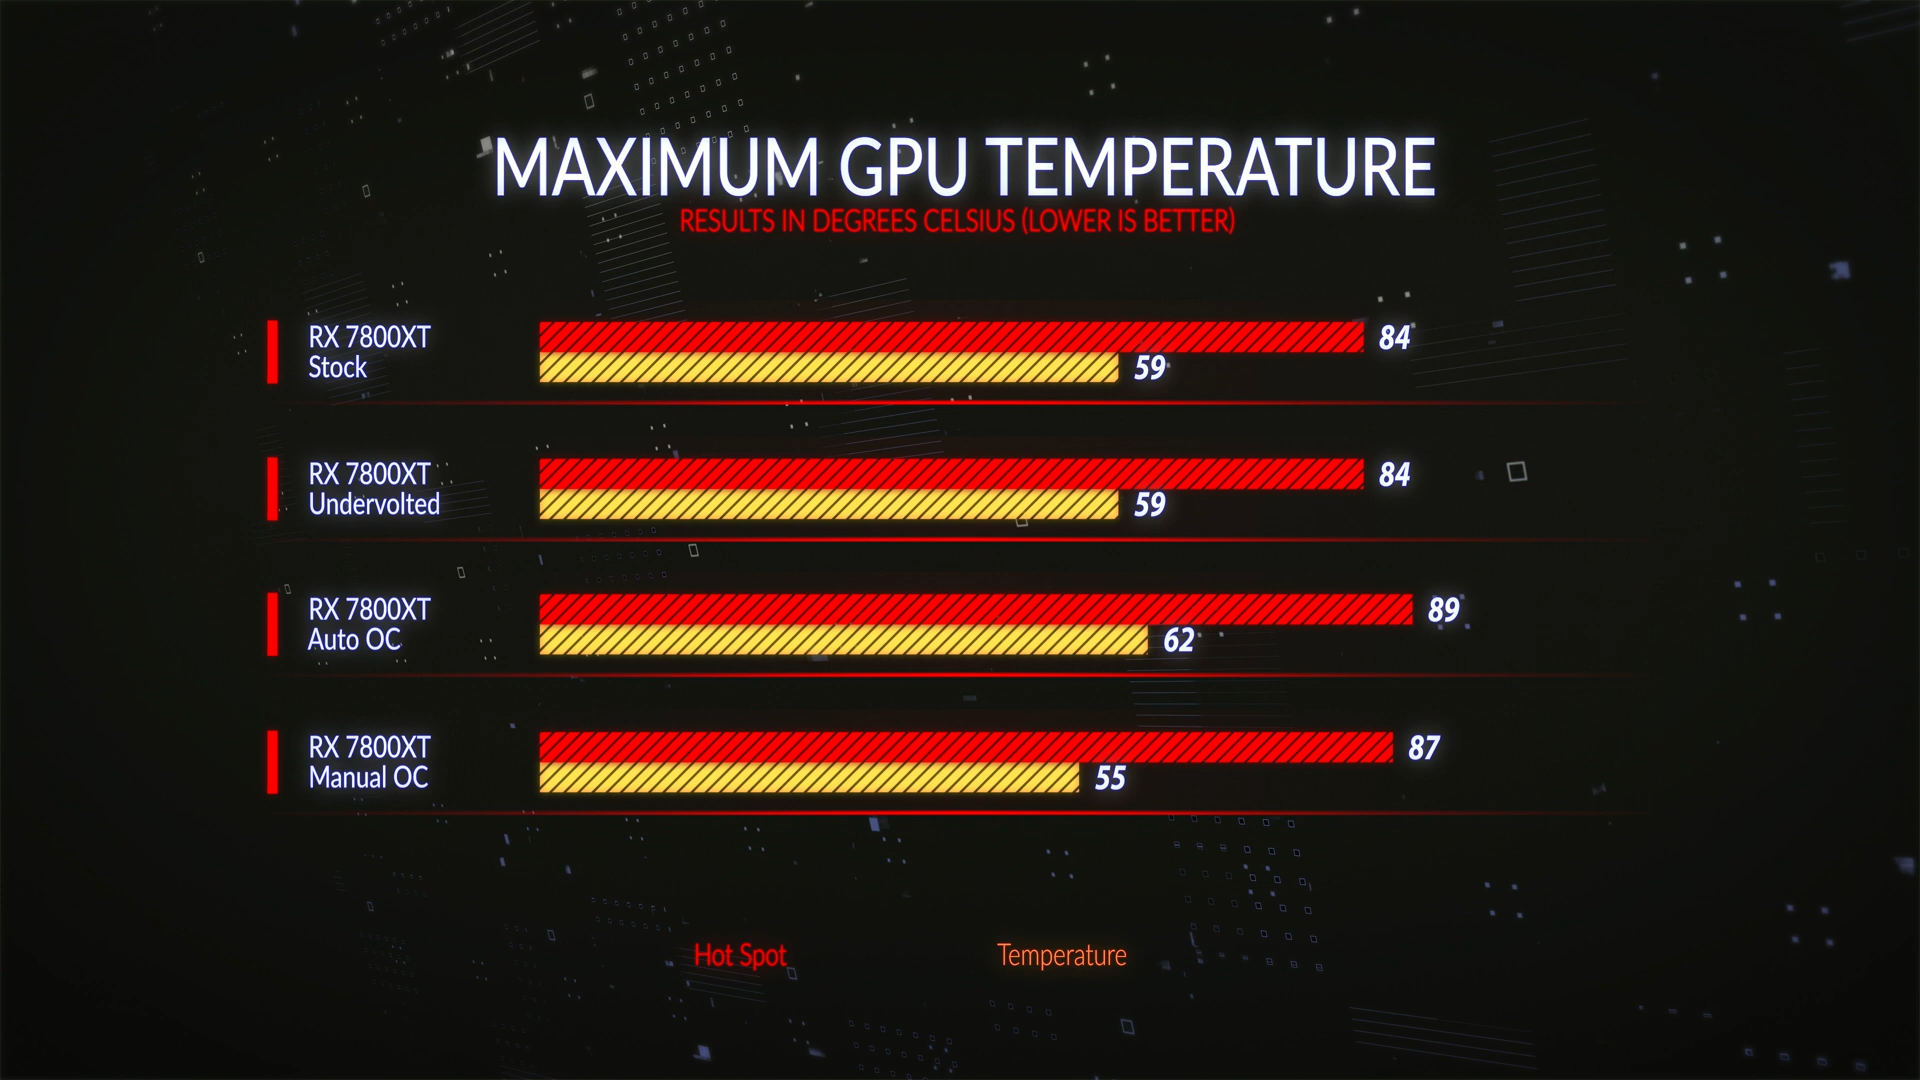 MAXIMUM GPU TEMPERATURE
RESULTS IN DEGREES CELSIUS (LOWER IS BETTER)
RX 7800XT
Stock
84
59
RX 7800XT
Undervolted
84
59
RX 7800XT
Auto OC
89
62
RX 7800XT
Manual OC
87
55
Hot Spot
Temperature